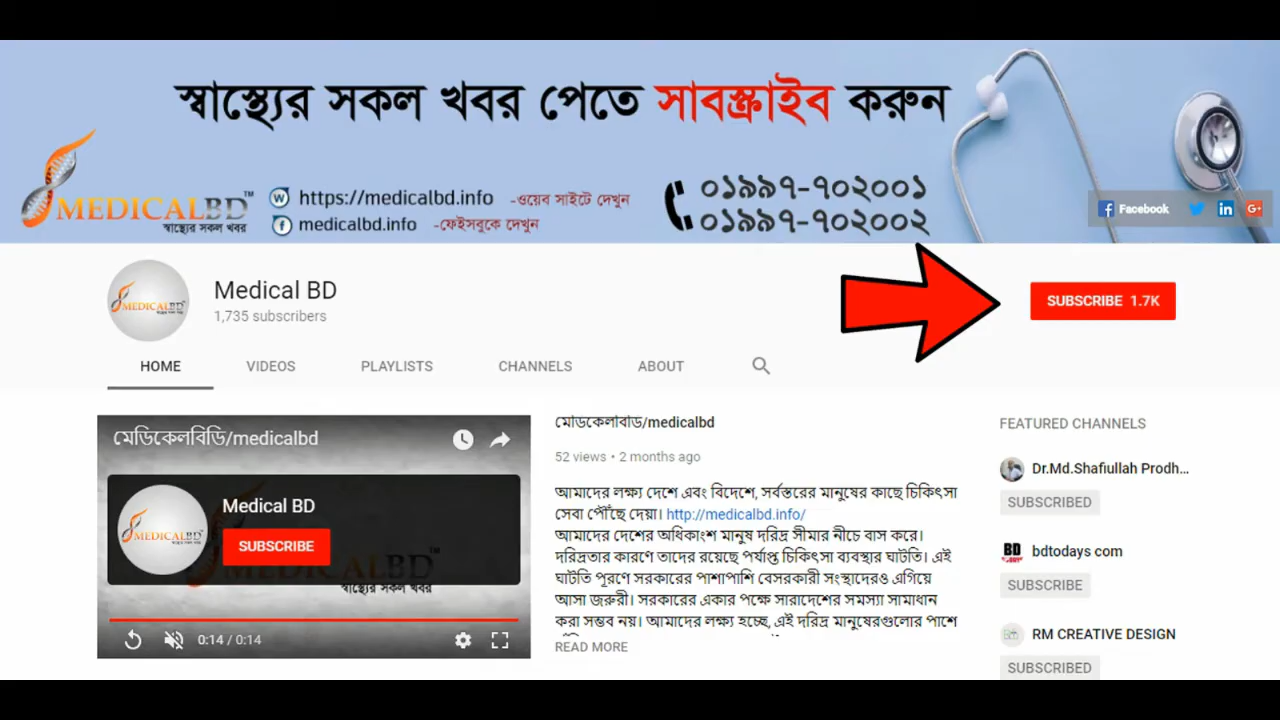 স্বাস্থ্যের সকল খবর পেতে সাবস্ক্রাইব করুন
MEDICALBD™
স্বাস্থ্যের সকল খবর
https://medicalbd.info -ওয়েব সাইটে দেখুন
medicalbd.info -ফেইসবুকে দেখুন
০১৯৯৭-৭০২০০১
০১৯৯৭-৭০২০০২
Facebook
MEDICALBD
Medical BD
1,735 subscribers
SUBSCRIBE 1.7K
HOME VIDEOS PLAYLISTS CHANNELS ABOUT
মেডিকেলবিডি/medicalbd
MEDICALBD
Medical BD
SUBSCRIBE
স্বাস্থ্যের সকল খবর
0:14 / 0:14
মেডিকেলবিডি/medicalbd
52 views • 2 months ago
আমাদের লক্ষ্য দেশে এবং বিদেশে, সর্বস্তরের মানুষের কাছে চিকিৎসা
সেবা পৌঁছে দেয়া। http://medicalbd.info/
আমাদের দেশের অধিকাংশ মানুষ দরিদ্র সীমার নীচে বাস করে।
দরিদ্রতার কারণে তাদের রয়েছে পর্যাপ্ত চিকিৎসা ব্যবস্থার ঘাটতি। এই
ঘাটতি পূরণে সরকারের পাশাপাশি বেসরকারী সংস্থাদেরও এগিয়ে
আসা জরুরী। সরকারের একার পক্ষে সারাদেশের সমস্যা সামাধান
করা সম্ভব নয়। আমাদের লক্ষ্য হচ্ছে, এই দরিদ্র মানুষেরগুলোর পাশে
READ MORE
FEATURED CHANNELS
Dr.Md.Shafiullah Prodh...
SUBSCRIBED
bdtodays com
SUBSCRIBE
RM CREATIVE DESIGN
SUBSCRIBED